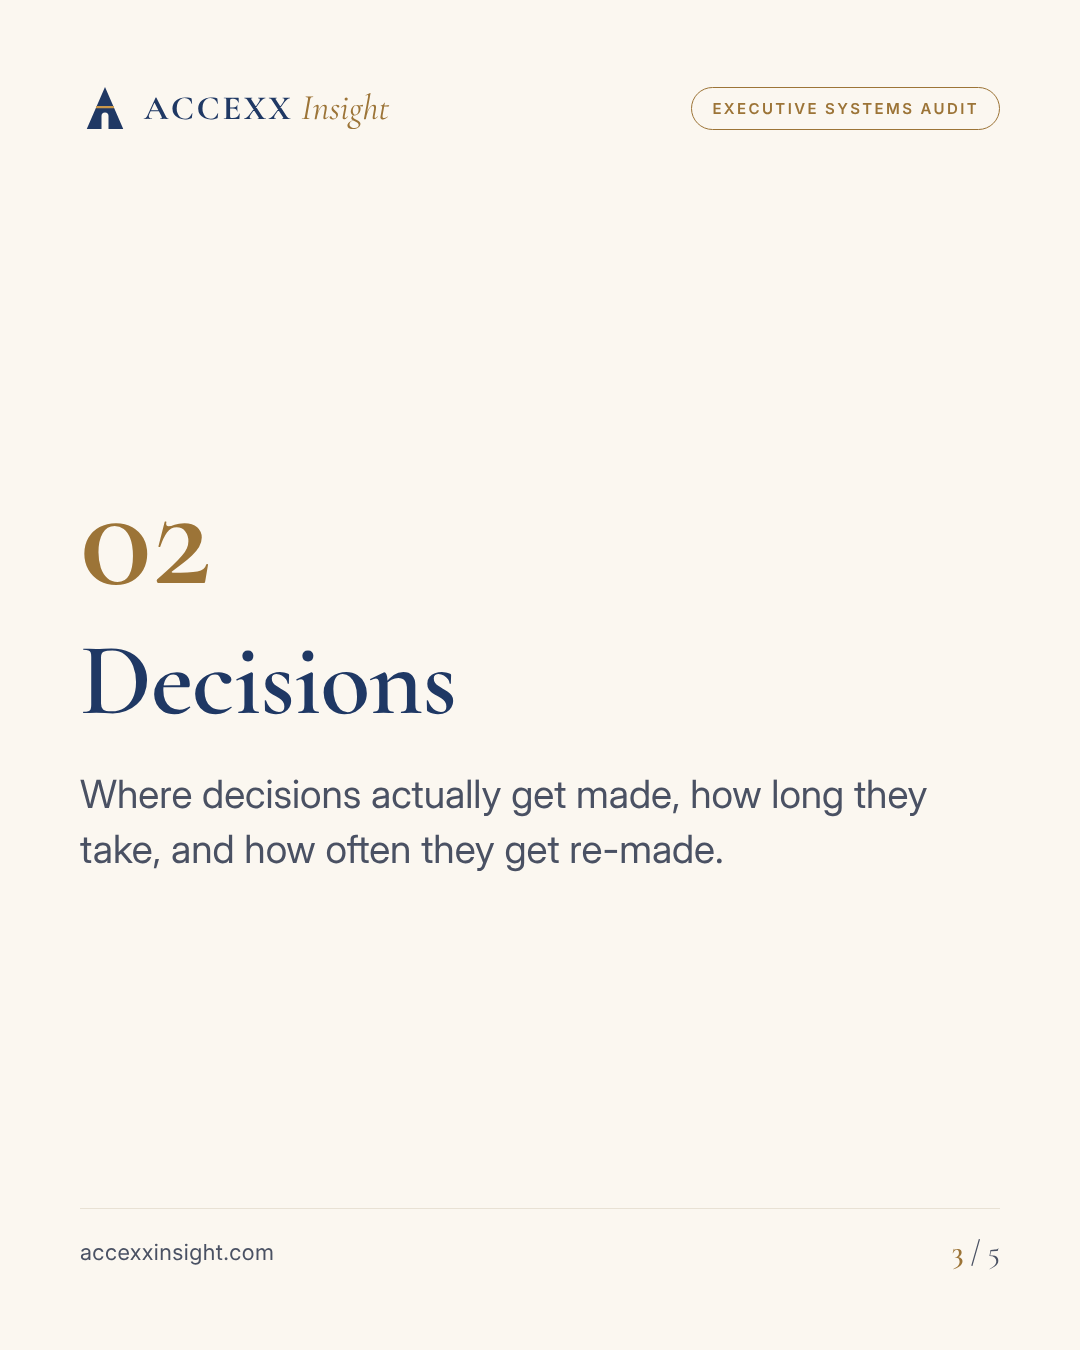 ACCEXX Insight
EXECUTIVE SYSTEMS AUDIT
02
Decisions
Where decisions actually get made, how long they
take, and how often they get re-made.
accexxinsight.com
3 / 5